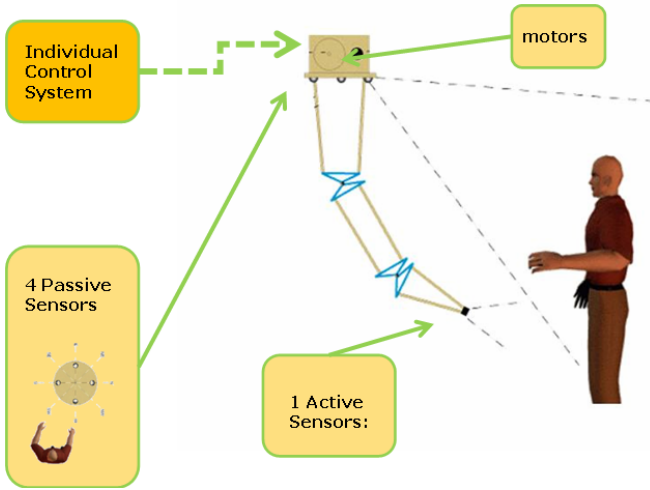 Individual
Control
System
motors
4 Passive
Sensors
1 Active
Sensors: